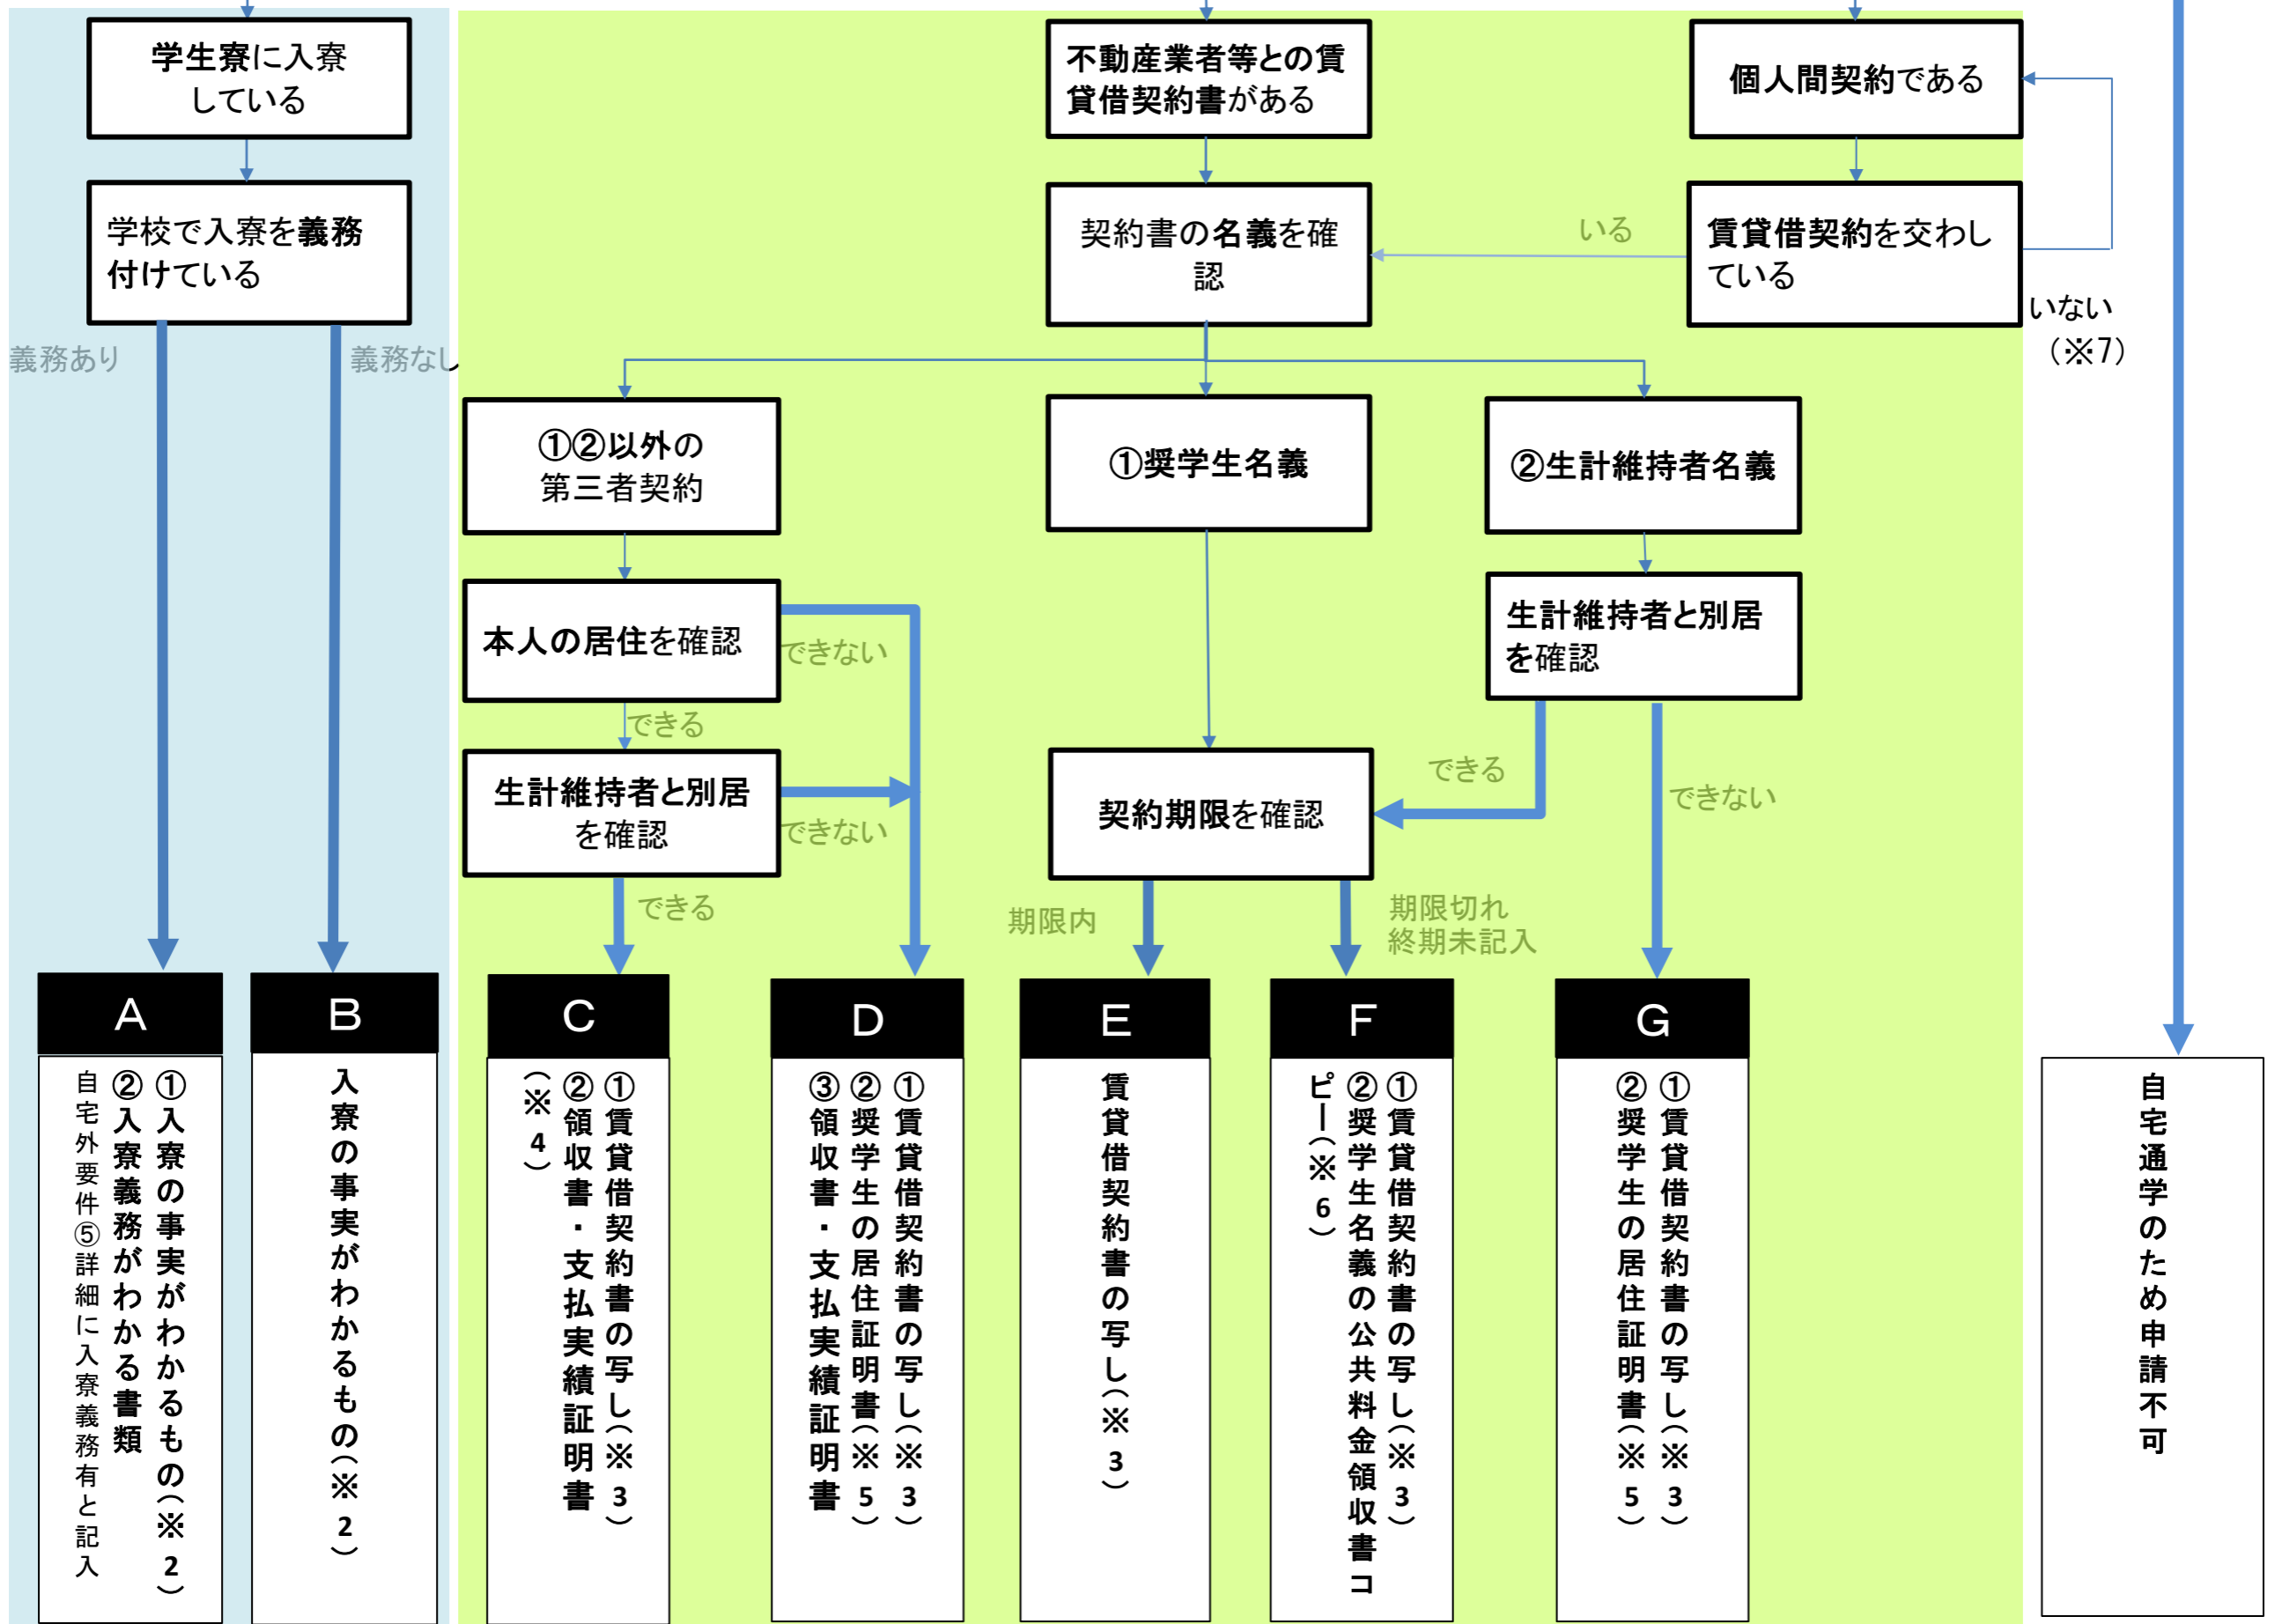 学生寮に入寮
している
不動産業者等との賃
貸借契約書がある
個人間契約である
学校で入寮を義務
付けている
契約書の名義を確
認
いる
賃貸借契約を交わし
ている
いない
（※7）
義務あり
義務なし
①②以外の
第三者契約
①奨学生名義
②生計維持者名義
本人の居住を確認
できない
生計維持者と別居
を確認
できる
生計維持者と別居
を確認
できない
契約期限を確認
できる
できない
できる
期限内
期限切れ
終期未記入
A
B
C
D
E
F
G
①入寮の事実がわかるもの（※2）
②入寮義務がわかる書類
自宅外要件⑤詳細に入寮義務有と記入
入寮の事実がわかるもの（※2）
①賃貸借契約書の写し（※3）
②領収書・支払実績証明書
（※4）
①賃貸借契約書の写し（※3）
②奨学生の居住証明書（※5）
③領収書・支払実績証明書
賃貸借契約書の写し（※3）
①賃貸借契約書の写し（※3）
②奨学生名義の公共料金領収書コ
ピー（※6）
①賃貸借契約書の写し（※3）
②奨学生の居住証明書（※5）
自宅通学のため申請不可